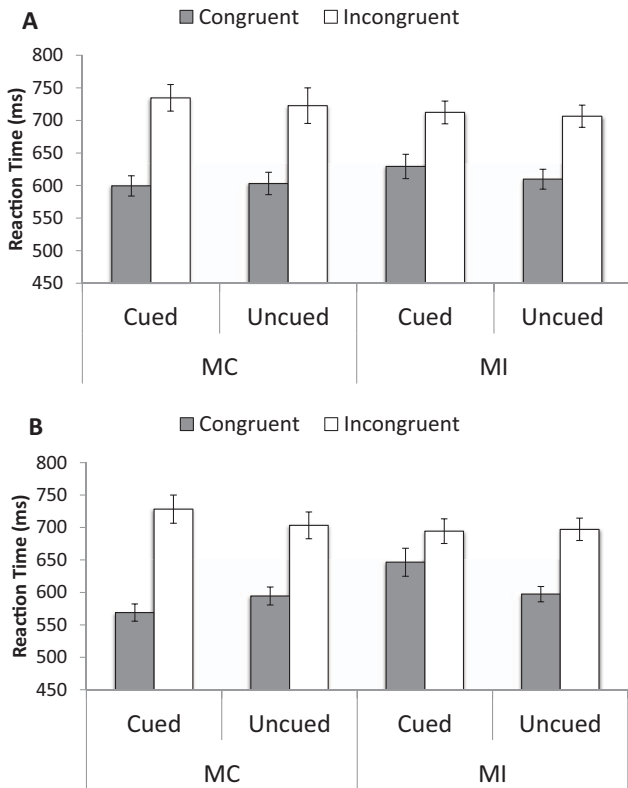 A
Congruent Incongruent
Reaction Time (ms)
800
750
700
650
600
550
500
450
Cued Uncued Cued Uncued
MC MI
B
Congruent Incongruent
Reaction Time (ms)
800
750
700
650
600
550
500
450
Cued Uncued Cued Uncued
MC MI